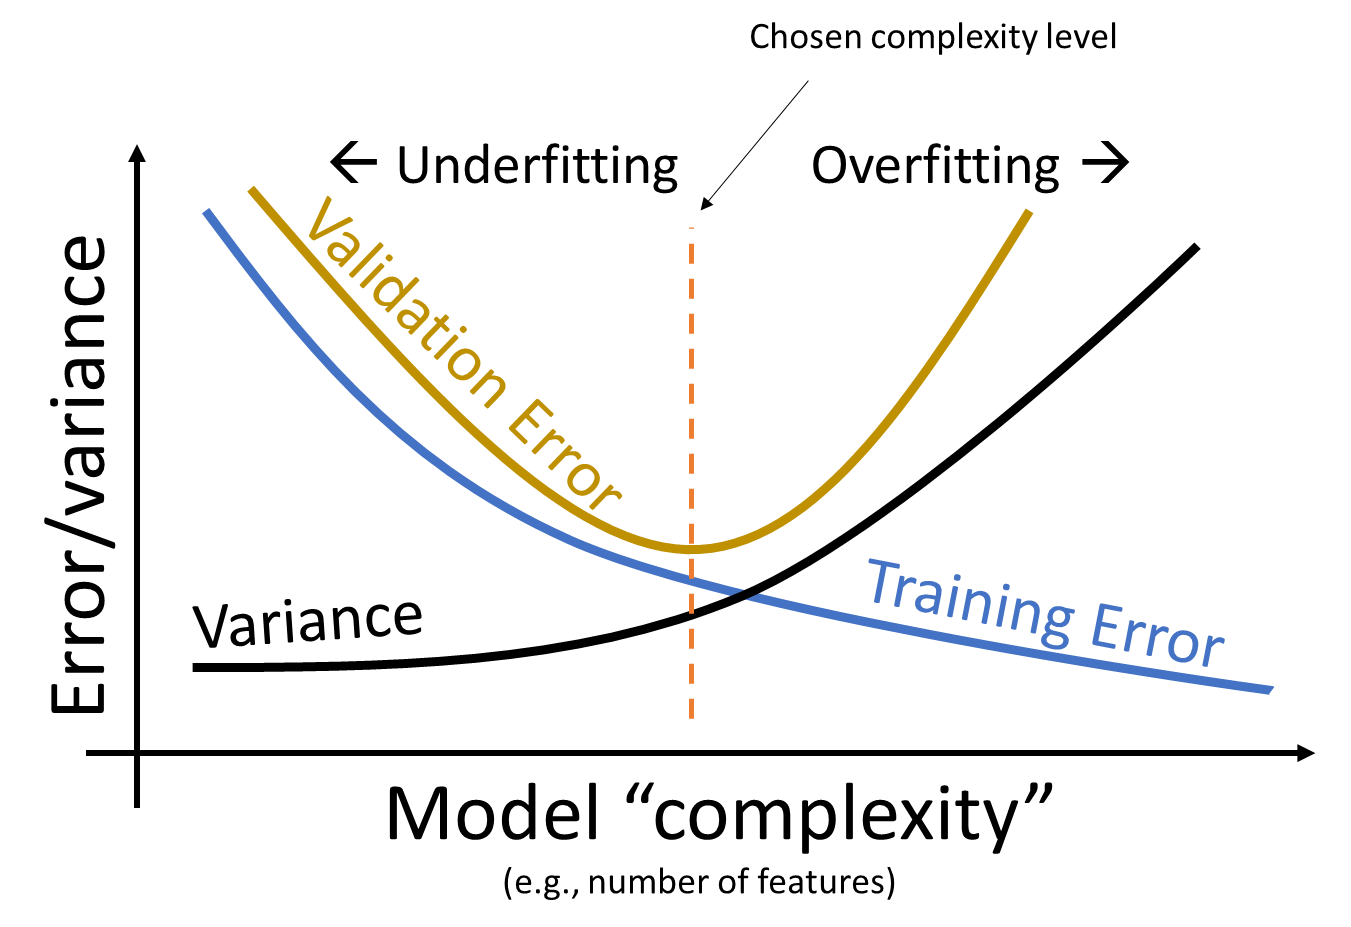 Chosen complexity level
← Underfitting
Overfitting →
Validation Error
Error/variance
Variance
Training Error
Model “complexity”
(e.g., number of features)